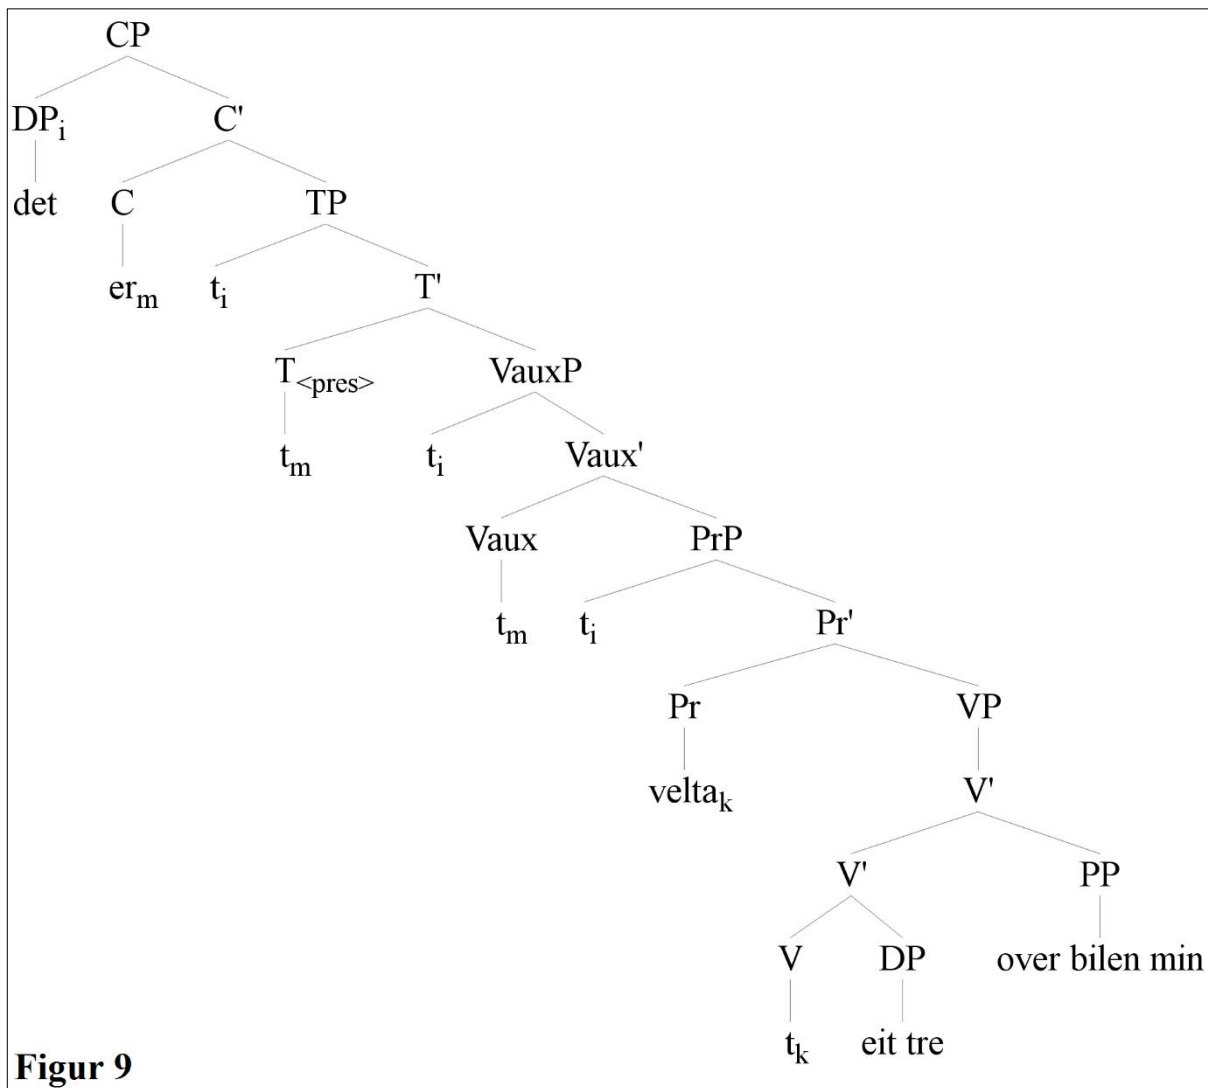 CP
DPi C'
det C TP
erm ti T'
T<pres> VauxP
tm ti Vaux'
Vaux PrP
tm ti Pr'
Pr VP
veltak V'
V' PP
V DP over bilen min
tk eit tre
Figur 9